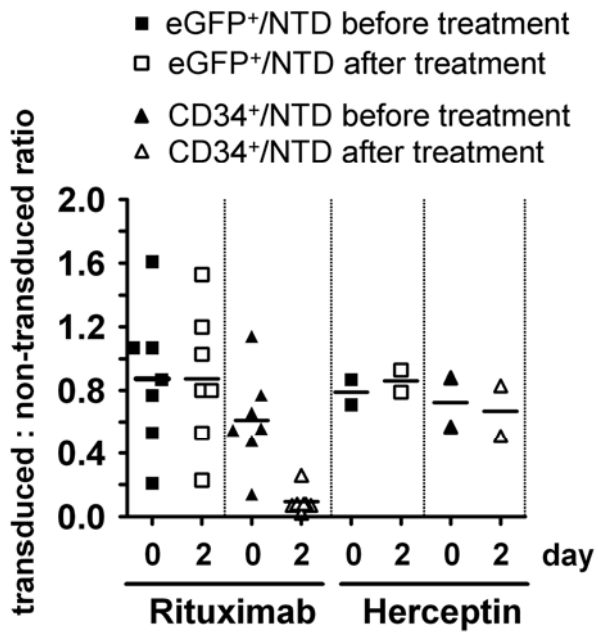 eGFP⁺/NTD before treatment
eGFP⁺/NTD after treatment
CD34⁺/NTD before treatment
CD34⁺/NTD after treatment
transduced : non-transduced ratio
2.0
1.6
1.2
0.8
0.4
0.0
0 2 0 2 0 2 0 2 day
Rituximab Herceptin